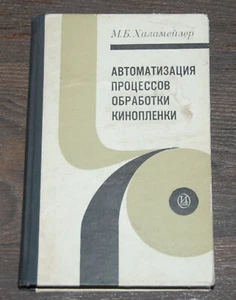 М.Б.Халамейзер
АВТОМАТИЗАЦИЯ
ПРОЦЕССОВ
ОБРАБОТКИ
КИНОПЛЕНКИ